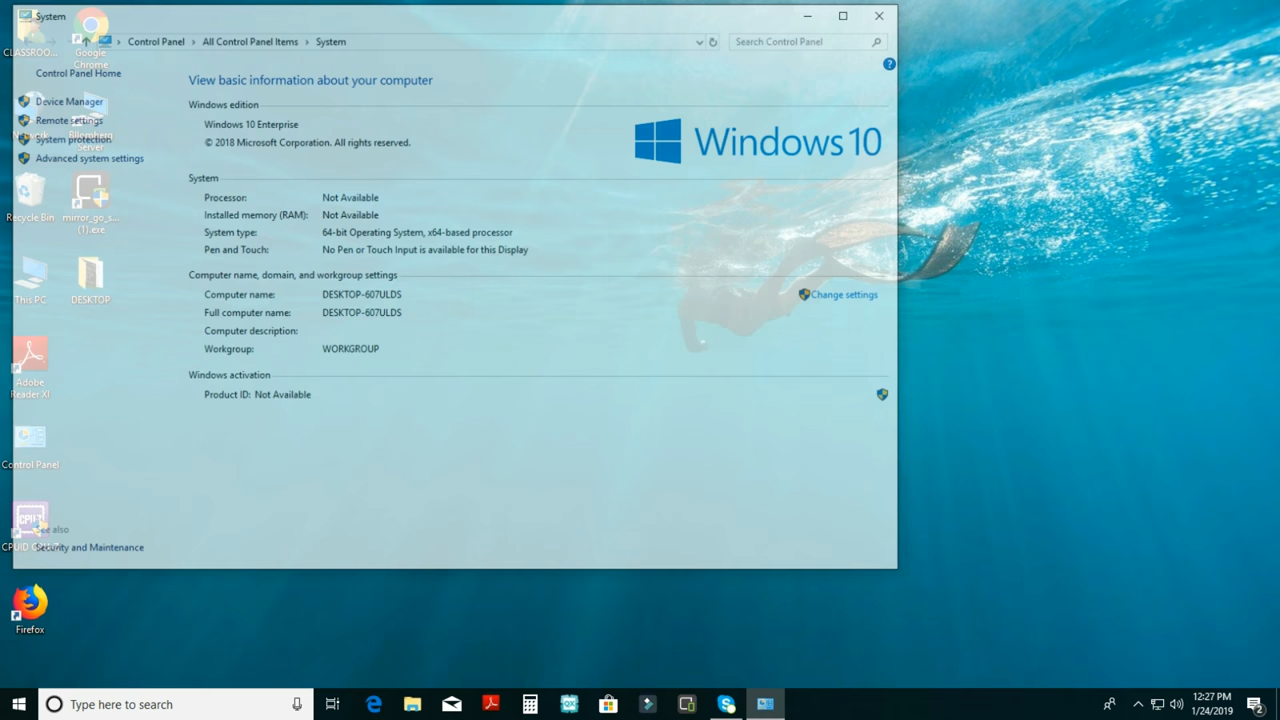 System
Control Panel
All Control Panel Items
System
Search Control Panel
Control Panel Home
Device Manager
Remote settings
System protection
Advanced system settings
See also
Security and Maintenance
View basic information about your computer
Windows edition
Windows 10 Enterprise
© 2018 Microsoft Corporation. All rights reserved.
Windows 10
System
Processor: Not Available
Installed memory (RAM): Not Available
System type: 64-bit Operating System, x64-based processor
Pen and Touch: No Pen or Touch Input is available for this Display
Computer name, domain, and workgroup settings
Computer name: DESKTOP-607ULDS
Change settings
Full computer name: DESKTOP-607ULDS
Computer description:
Workgroup: WORKGROUP
Windows activation
Product ID: Not Available
CLASSROO...
Google
Chrome
Server
Recycle Bin
mirror_go_s...
(1).exe
This PC
DESKTOP
Adobe
Reader XI
Control Panel
CPUID
Firefox
Type here to search
12:27 PM
1/24/2019
2